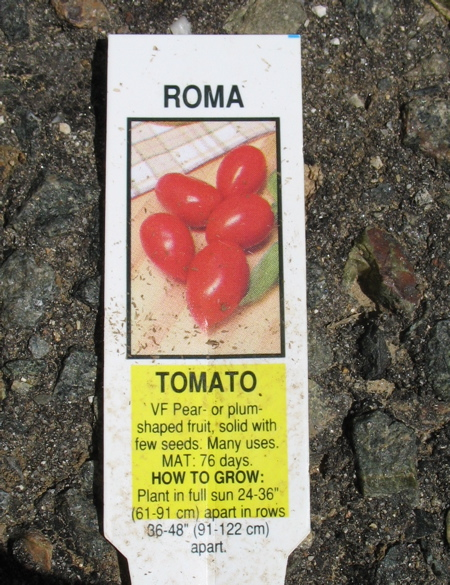 ROMA
TOMATO
VF Pear- or plum-
shaped fruit, solid with
few seeds. Many uses.
MAT: 76 days.
HOW TO GROW:
Plant in full sun 24-36"
(61-91 cm) apart in rows
36-48" (91-122 cm)
apart.